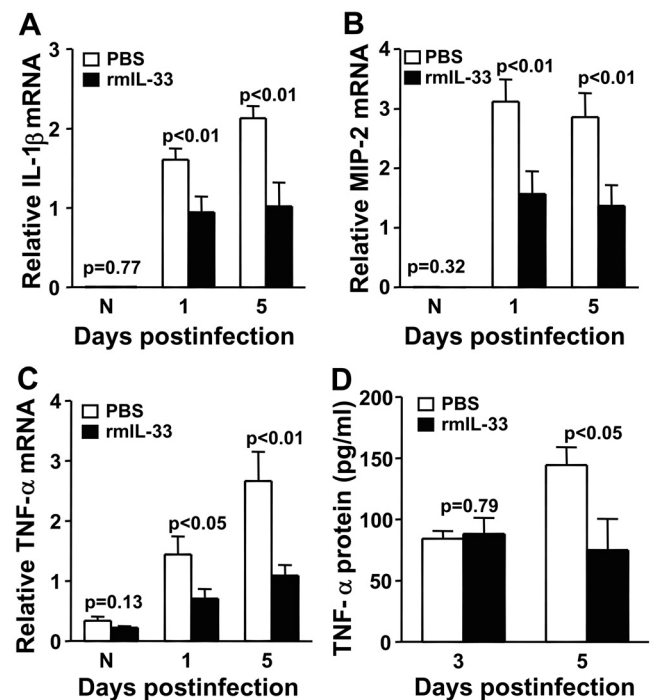 A
Relative IL-1β mRNA
3
2
1
0
PBS
rmIL-33
p=0.77
p<0.01
p<0.01
N 1 5
Days postinfection
B
Relative MIP-2 mRNA
4
3
2
1
0
PBS
rmIL-33
p=0.32
p<0.01
p<0.01
N 1 5
Days postinfection
C
Relative TNF-α mRNA
4
3
2
1
0
PBS
rmIL-33
p=0.13
p<0.05
p<0.01
N 1 5
Days postinfection
D
TNF-α protein (pg/ml)
200
150
100
50
0
PBS
rmIL-33
p=0.79
p<0.05
3 5
Days postinfection